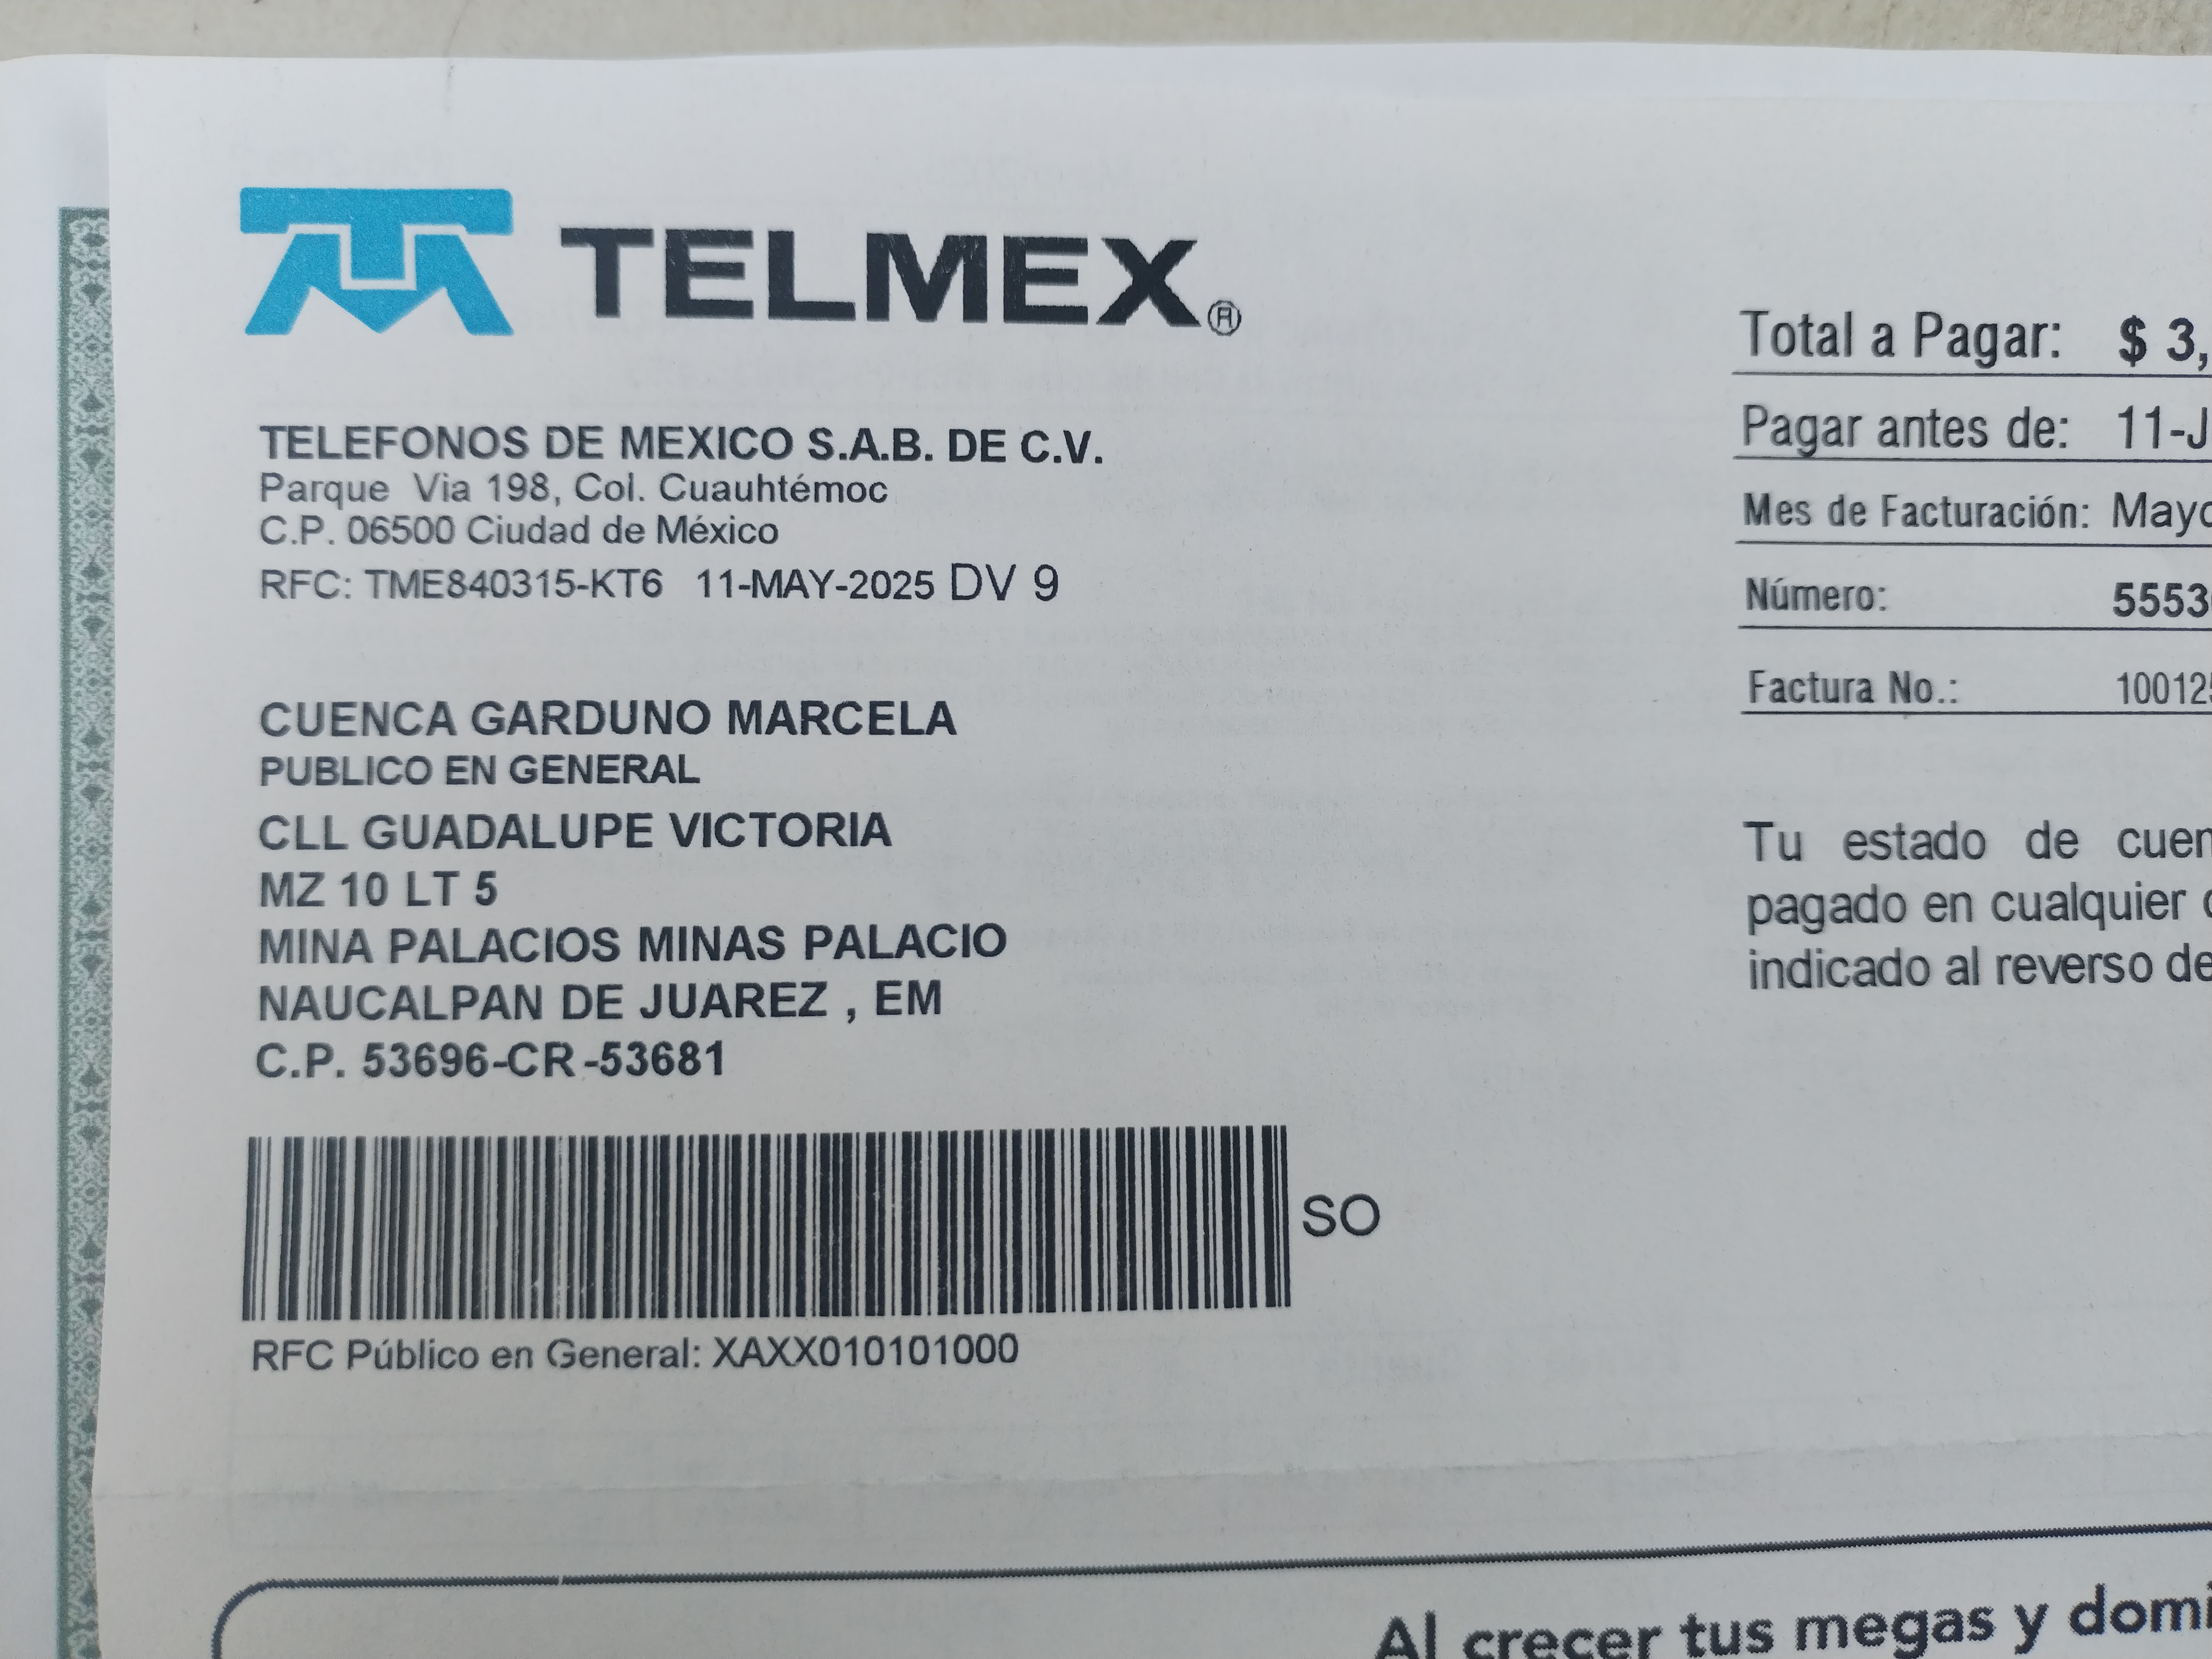 TELMEX®
TELEFONOS DE MEXICO S.A.B. DE C.V.
Parque Via 198, Col. Cuauhtémoc
C.P. 06500 Ciudad de México
RFC: TME840315-KT6 11-MAY-2025 DV 9
CUENCA GARDUNO MARCELA
PUBLICO EN GENERAL
CLL GUADALUPE VICTORIA
MZ 10 LT 5
MINA PALACIOS MINAS PALACIO
NAUCALPAN DE JUAREZ , EM
C.P. 53696-CR -53681
SO
RFC Público en General: XAXX010101000
Total a Pagar: $ 3,
Pagar antes de: 11-J
Mes de Facturación: Mayo
Número: 5553
Factura No.: 10012
Tu estado de cuen
pagado en cualquier
indicado al reverso de
Al crecer tus megas y domi